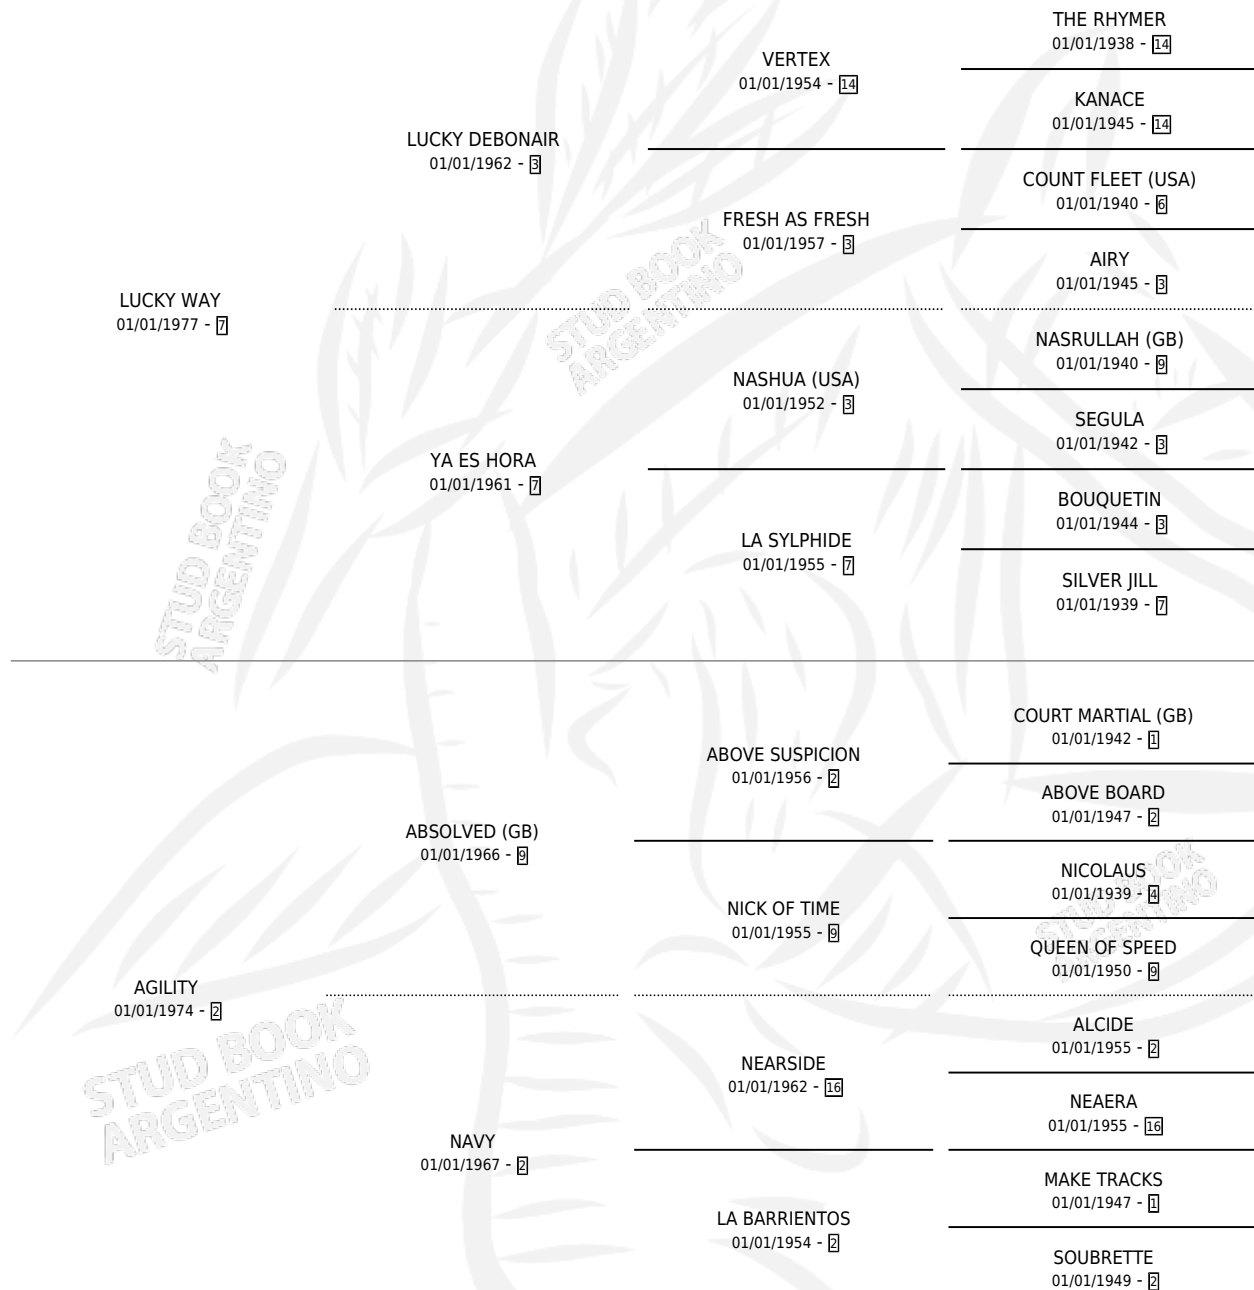 THE RHYMER
01/01/1938 - 14
VERTEX
01/01/1954 - 14
KANACE
01/01/1945 - 14
LUCKY DEBONAIR
01/01/1962 - 3
COUNT FLEET (USA)
01/01/1940 - 6
FRESH AS FRESH
01/01/1957 - 3
AIRY
01/01/1945 - 3
LUCKY WAY
01/01/1977 - 7
STUD BOOK
ARGENTINO
NASRULLAH (GB)
01/01/1940 - 9
NASHUA (USA)
01/01/1952 - 3
SEGULA
01/01/1942 - 3
YA ES HORA
01/01/1961 - 7
BOUQUETIN
01/01/1944 - 3
LA SYLPHIDE
01/01/1955 - 7
SILVER JILL
01/01/1939 - 7
STUD BOOK
ARGENTINO
COURT MARTIAL (GB)
01/01/1942 - 1
ABOVE SUSPICION
01/01/1956 - 2
ABOVE BOARD
01/01/1947 - 2
ABSOLVED (GB)
01/01/1966 - 9
NICOLAUS
01/01/1939 - 4
NICK OF TIME
01/01/1955 - 9
QUEEN OF SPEED
01/01/1950 - 9
STUD BOOK
ARGENTINO
AGILITY
01/01/1974 - 2
ALCIDE
01/01/1955 - 2
NEARSIDE
01/01/1962 - 16
NEAERA
01/01/1955 - 16
STUD BOOK
ARGENTINO
NAVY
01/01/1967 - 2
MAKE TRACKS
01/01/1947 - 1
LA BARRIENTOS
01/01/1954 - 2
SOUBRETTE
01/01/1949 - 2